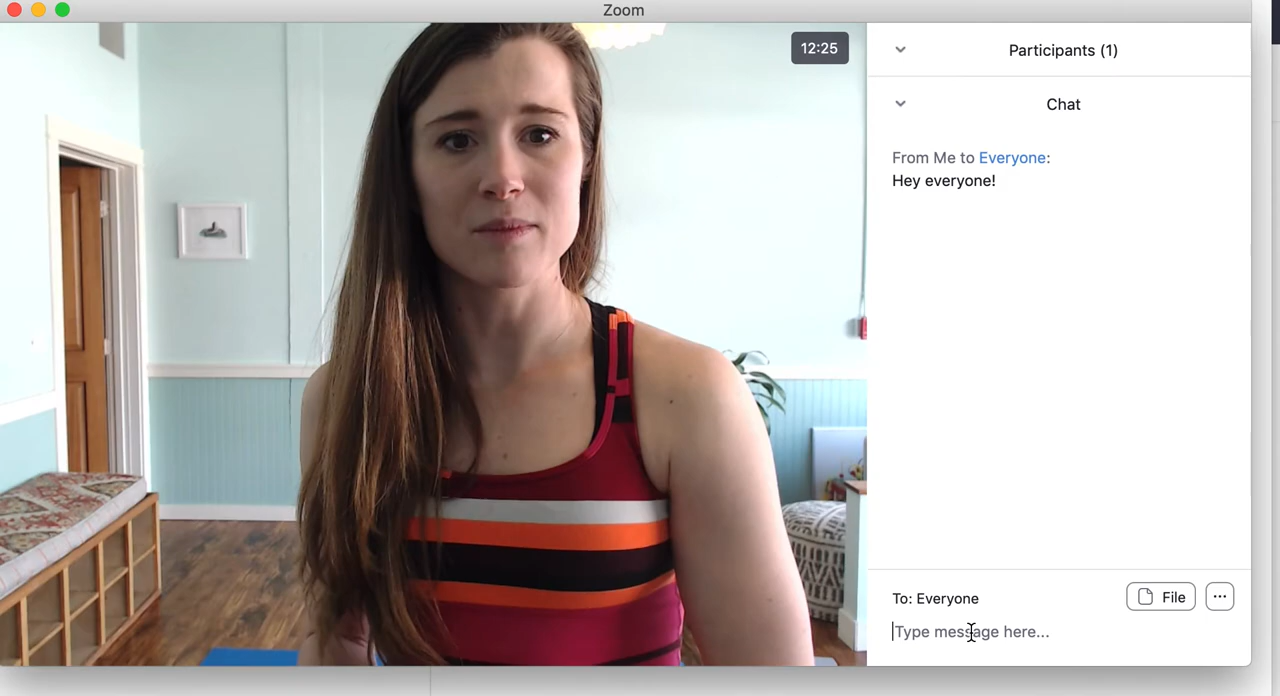 Zoom
12:25
Participants (1)
Chat
From Me to Everyone:
Hey everyone!
To: Everyone
File
...
Type message here...